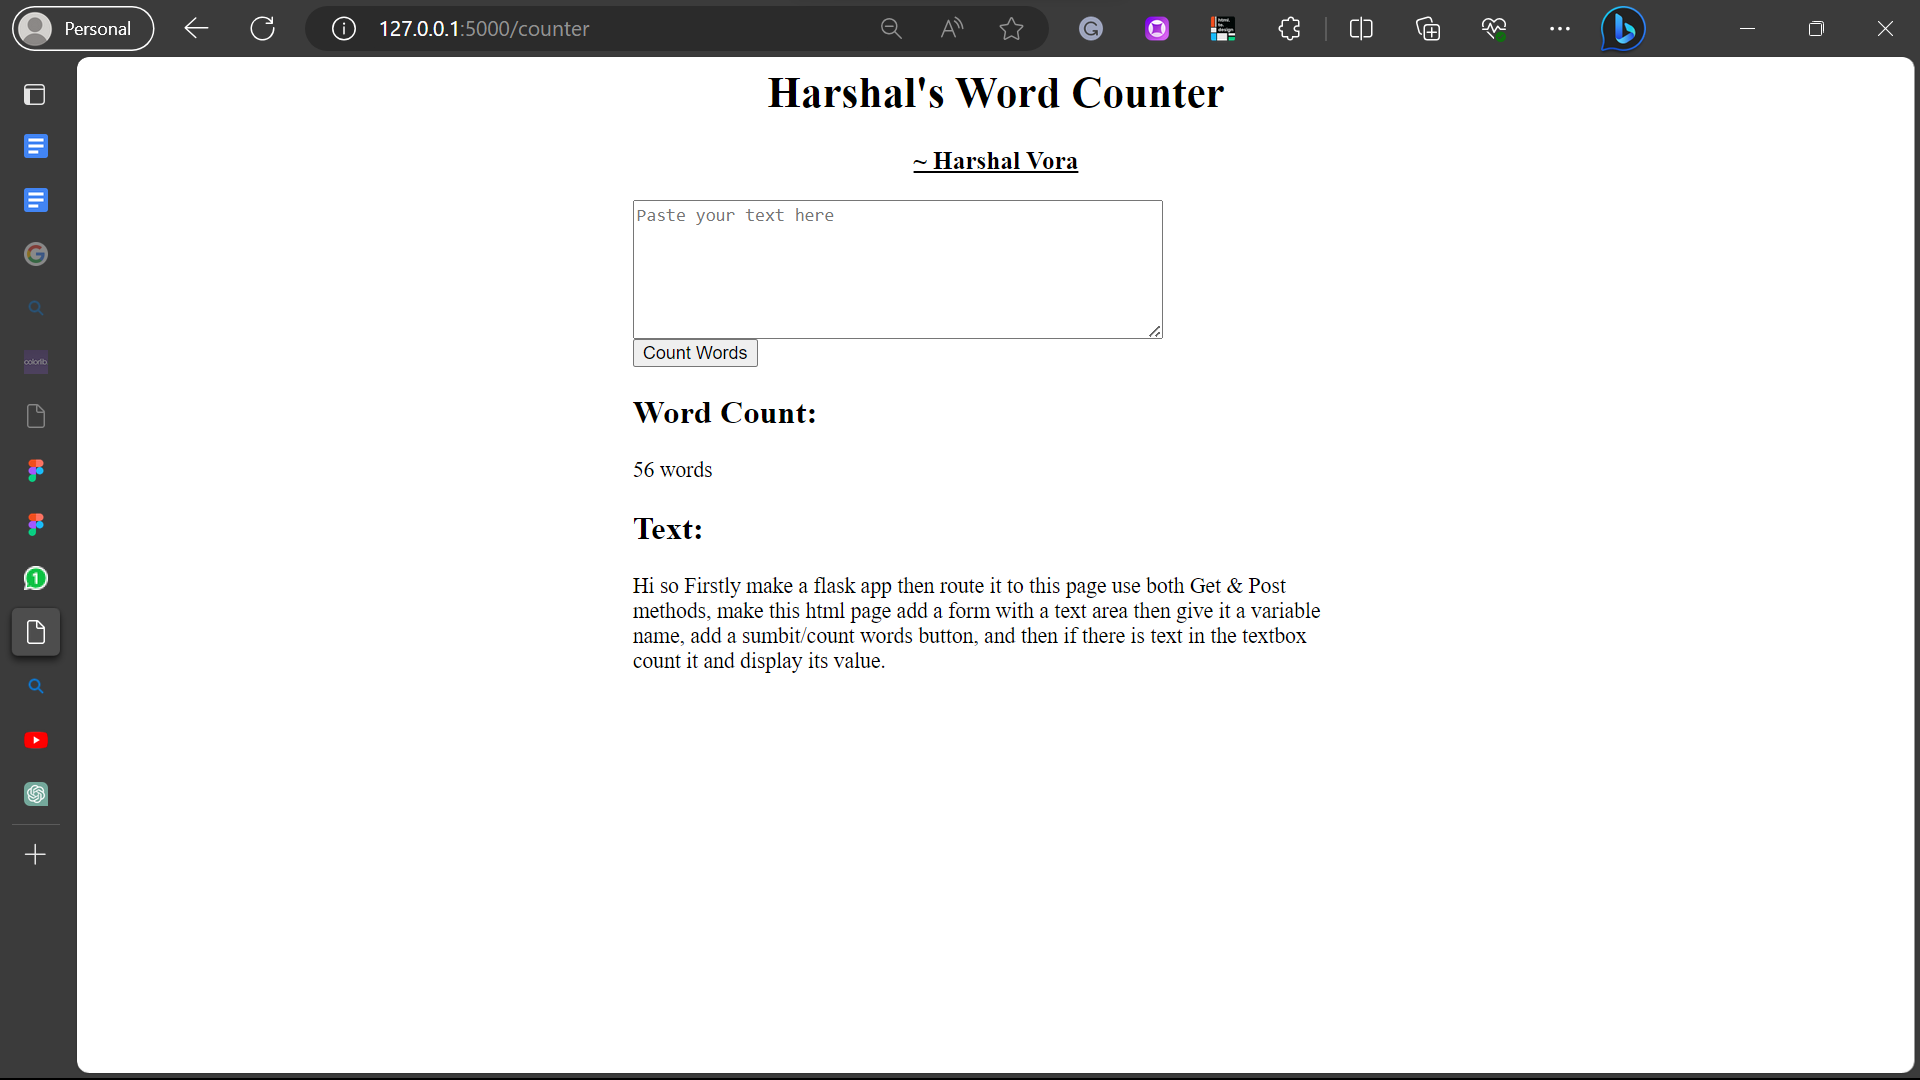 Personal
127.0.0.1:5000/counter
Harshal's Word Counter
~ Harshal Vora
Paste your text here
Count Words
Word Count:
56 words
Text:
Hi so Firstly make a flask app then route it to this page use both Get & Post
methods, make this html page add a form with a text area then give it a variable
name, add a sumbit/count words button, and then if there is text in the textbox
count it and display its value.
colorlib
1